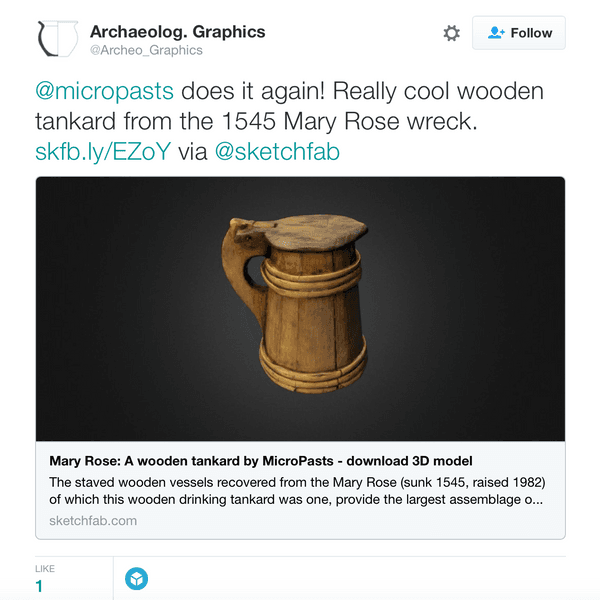 Archaeolog. Graphics
@Archeo_Graphics
Follow
@micropasts does it again! Really cool wooden
tankard from the 1545 Mary Rose wreck.
skfb.ly/EZoY via @sketchfab
Mary Rose: A wooden tankard by MicroPasts - download 3D model
The staved wooden vessels recovered from the Mary Rose (sunk 1545, raised 1982)
of which this wooden drinking tankard was one, provide the largest assemblage o...
sketchfab.com
LIKE
1